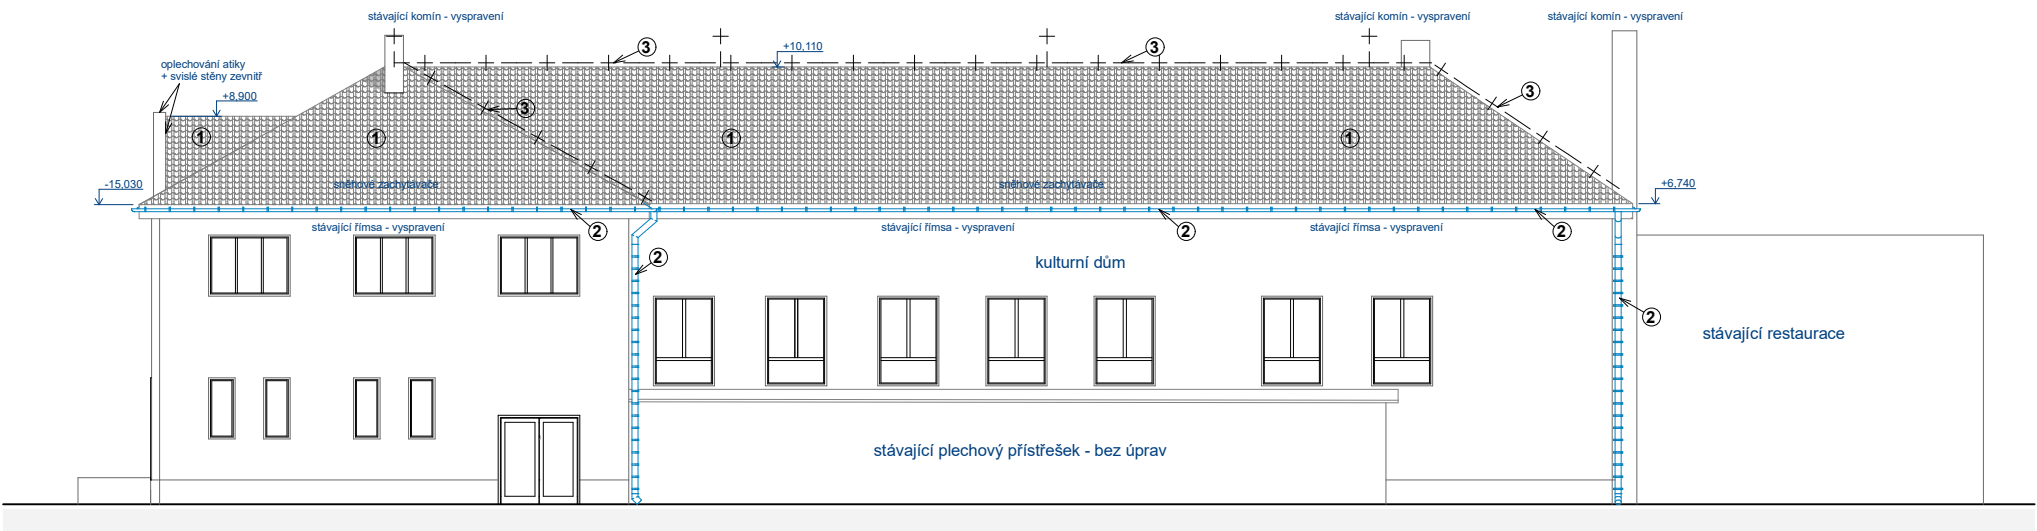 stávající komín - vyspravení
stávající komín - vyspravení
stávající komín - vyspravení
3
3
+10,110
oplechování atiky
+ svislé stěny zevnitř
+8,900
3
3
1
1
1
1
-15,030
sněhové zachytávače
sněhové zachytávače
+6,740
stávající římsa - vyspravení
2
stávající římsa - vyspravení
2
stávající římsa - vyspravení
2
2
kulturní dům
2
stávající restaurace
stávající plechový přístřešek - bez úprav